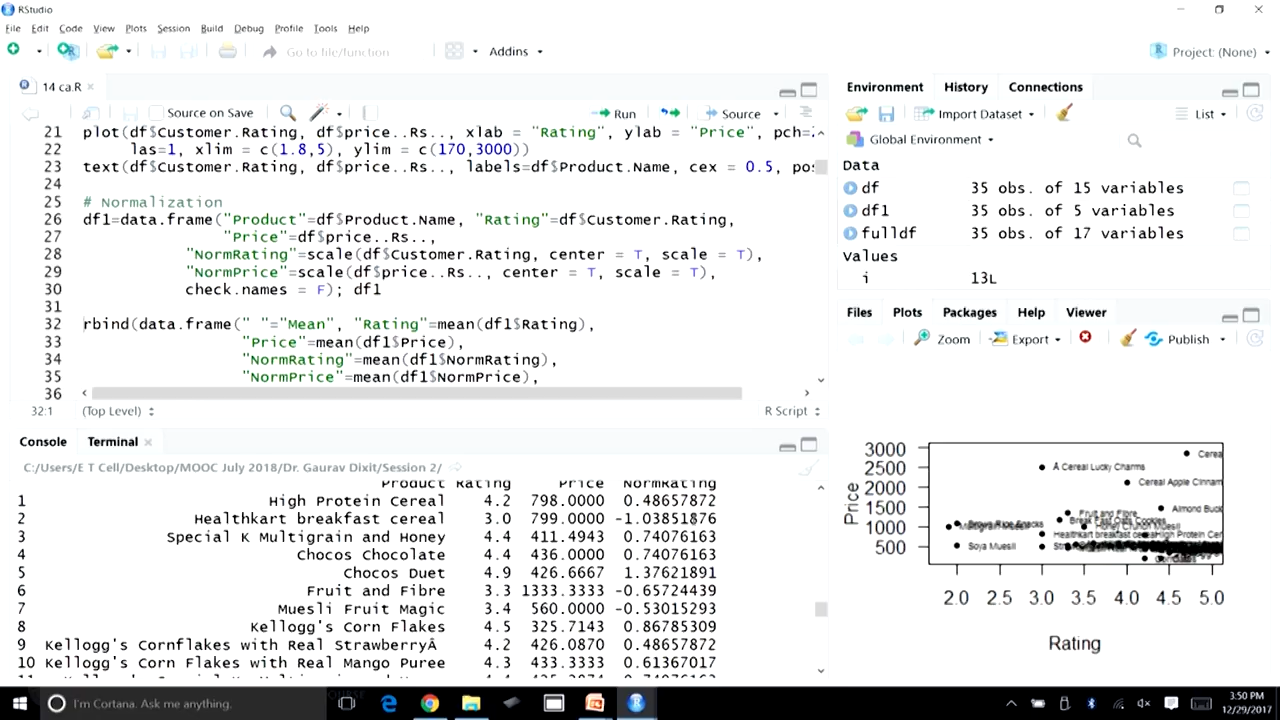 RStudio
File Edit Code View Plots Session Build Debug Profile Tools Help
Go to file/function Addins Project: (None)
14 ca.R
Source on Save Run Source
21 plot(df$Customer.Rating, df$price..Rs.., xlab = "Rating", ylab = "Price", pch=
22 las=1, xlim = c(1.8,5), ylim = c(170,3000))
23 text(df$Customer.Rating, df$price..Rs.., labels=df$Product.Name, cex = 0.5, pos
24
25 # Normalization
26 df1=data.frame("Product"=df$Product.Name, "Rating"=df$Customer.Rating,
27 "Price"=df$price..Rs..,
28 "NormRating"=scale(df$Customer.Rating, center = T, scale = T),
29 "NormPrice"=scale(df$price..Rs.., center = T, scale = T),
30 check.names = F); df1
31
32 rbind(data.frame(" "="Mean", "Rating"=mean(df1$Rating),
33 "Price"=mean(df1$Price),
34 "NormRating"=mean(df1$NormRating),
35 "NormPrice"=mean(df1$NormPrice),
36
32:1 (Top Level) R Script
Console Terminal
C:/Users/E T Cell/Desktop/MOOC July 2018/Dr. Gaurav Dixit/Session 2/
Product Rating Price NormRating
1 High Protein Cereal 4.2 798.0000 0.48657872
2 Healthkart breakfast cereal 3.0 799.0000 -1.03851876
3 Special K Multigrain and Honey 4.4 411.4943 0.74076163
4 Chocos Chocolate 4.4 436.0000 0.74076163
5 Chocos Duet 4.9 426.6667 1.37621891
6 Fruit and Fibre 3.3 1333.3333 -0.65724439
7 Muesli Fruit Magic 3.4 560.0000 -0.53015293
8 Kellogg's Corn Flakes 4.5 325.7143 0.86785309
9 Kellogg's Cornflakes with Real StrawberryÂ 4.2 426.0870 0.48657872
10 Kellogg's Corn Flakes with Real Mango Puree 4.3 433.3333 0.61367017
Environment History Connections
Import Dataset List
Global Environment
Data
df 35 obs. of 15 variables
df1 35 obs. of 5 variables
fulldf 35 obs. of 17 variables
Values
i 13L
Files Plots Packages Help Viewer
Zoom Export Publish
3000
2500
2000
1500
1000
500
Price
Cerea
Â Cereal Lucky Charms
Cereal Apple Cinnam
Almond Buck
Fruit and Fibre
Break Fast Oats Cookies
Brown Rice Snacks
Honey Crunch Muesli
Healthkart breakfast cereal
High Protein Cer
Soya Muesli
2.0 2.5 3.0 3.5 4.0 4.5 5.0
Rating
I'm Cortana. Ask me anything.
3:50 PM
12/29/2017